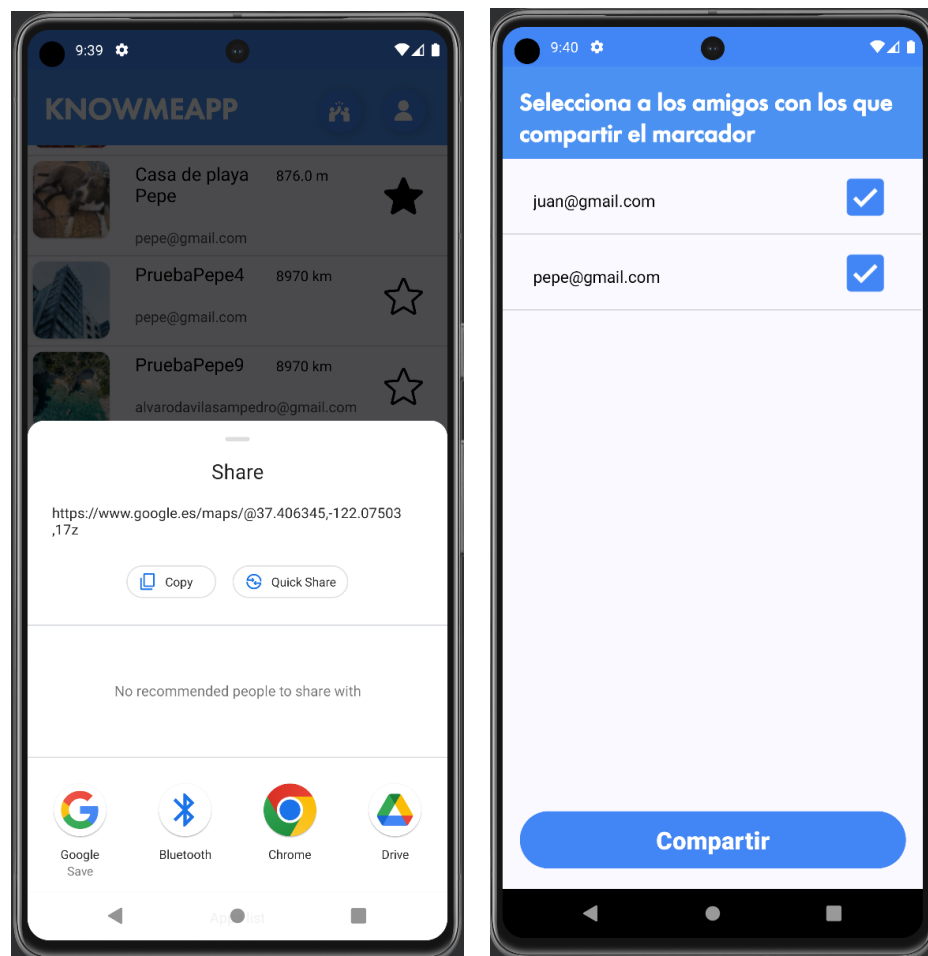 9:39
KNOWMEAPP
Casa de playa
Pepe
876.0 m
pepe@gmail.com
PruebaPepe4
8970 km
pepe@gmail.com
PruebaPepe9
8970 km
alvarodavilasampedro@gmail.com
Share
https://www.google.es/maps/@37.406345,-122.07503
,17z
Copy
Quick Share
No recommended people to share with
Google
Save
Bluetooth
Chrome
Drive
9:40
Selecciona a los amigos con los que
compartir el marcador
juan@gmail.com
pepe@gmail.com
Compartir